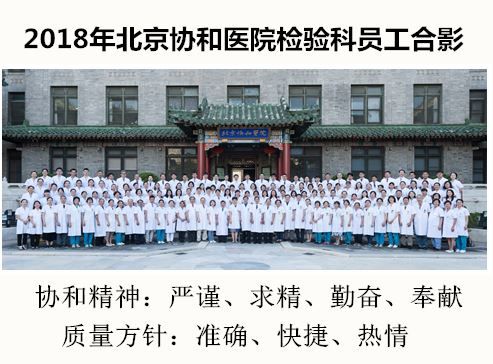 2018年北京协和医院检验科员工合影
北京协和医院
协和精神：严谨、求精、勤奋、奉献
质量方针：准确、快捷、热情